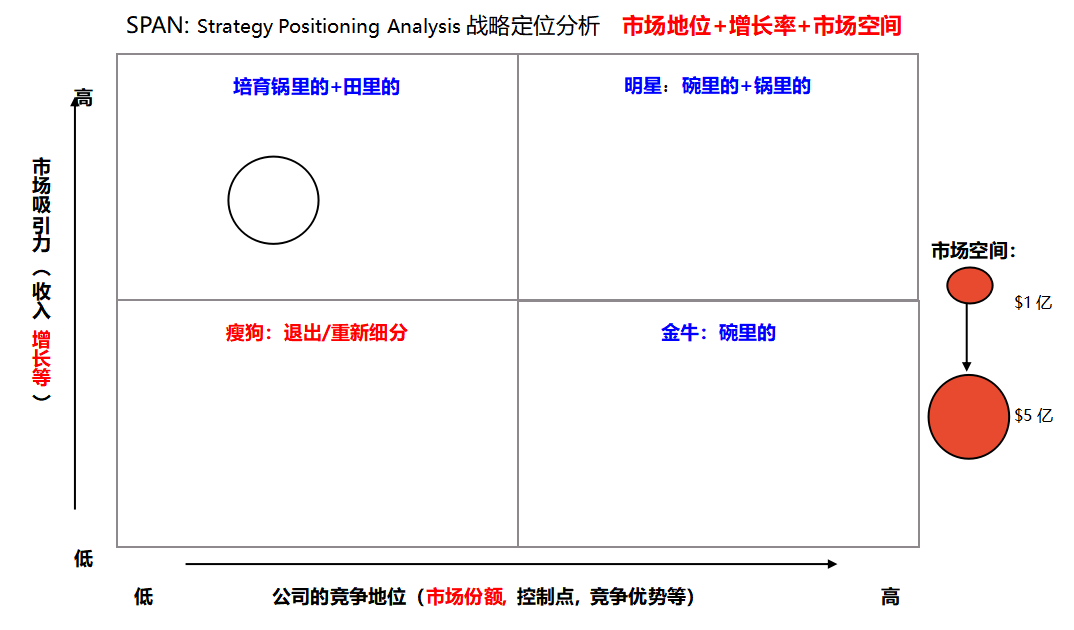 SPAN: Strategy Positioning Analysis 战略定位分析 市场地位+增长率+市场空间
高
培育锅里的+田里的
明星：碗里的+锅里的
市场吸引力（收入增长等）
市场空间：
$1 亿
瘦狗：退出/重新细分
金牛：碗里的
$5 亿
低
低
公司的竞争地位（市场份额, 控制点, 竞争优势等）
高